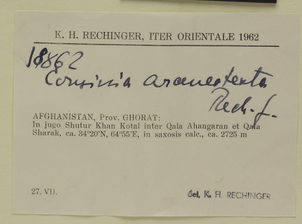 K. H. RECHINGER, ITER ORIENTALE 1962
18862
Cousinia arachnoidea
Rech. f.
AFGHANISTAN, Prov. GHORAT:
In jugo Shutur Khan Kotal inter Qala Ahangaran et Qala
Sharak, ca. 34°20'N, 64°55'E, in saxosis calc., ca. 2725 m
27. VII.
det. K. H. RECHINGER